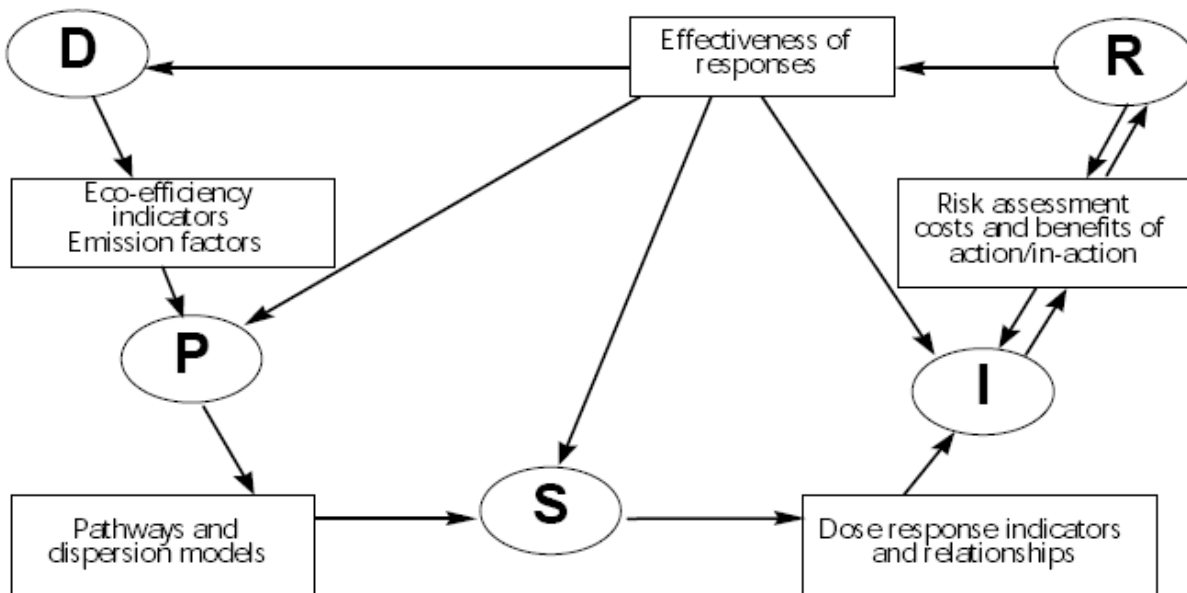 D
Effectiveness of
responses
R
Eco-efficiency
indicators
Emission factors
Risk assessment
costs and benefits of
action/in-action
P
I
S
Pathways and
dispersion models
Dose response indicators
and relationships